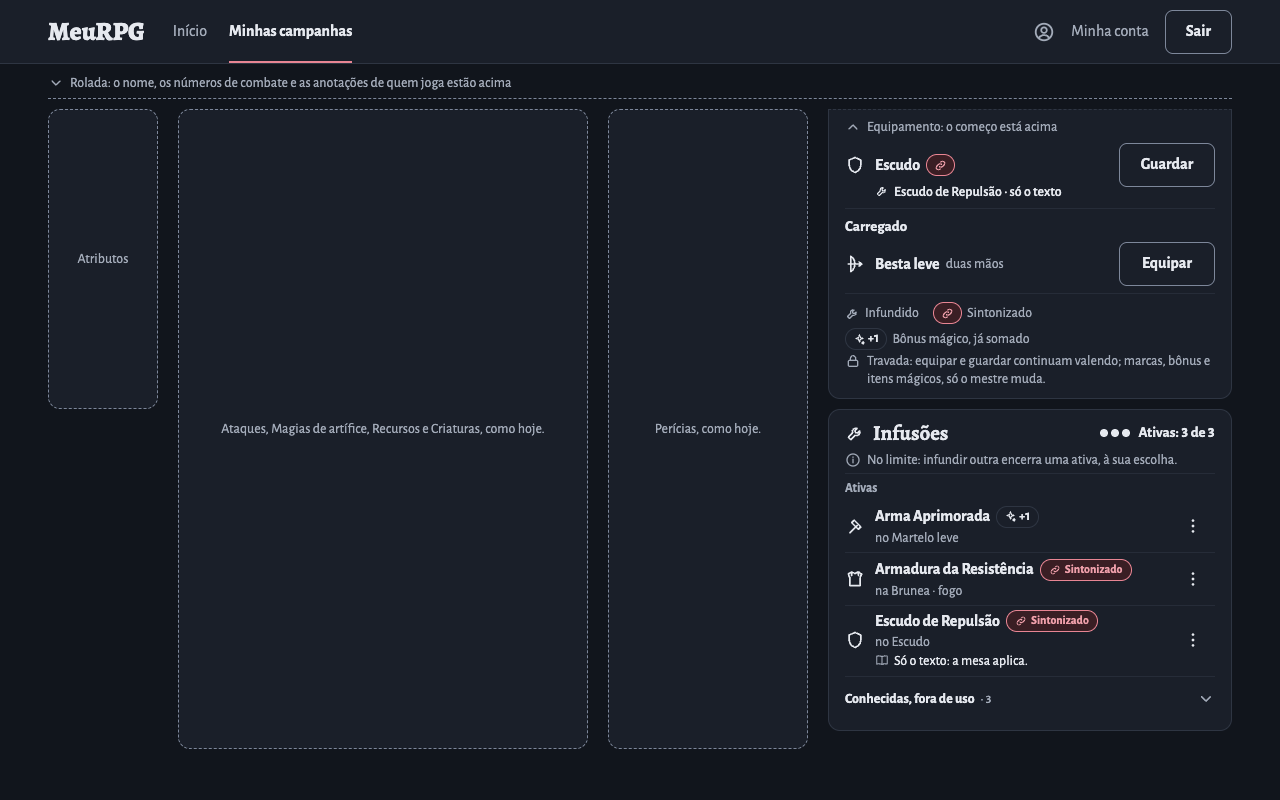 MeuRPG Início Minhas campanhas Minha conta Sair
Rolada: o nome, os números de combate e as anotações de quem joga estão acima
Atributos
Ataques, Magias de artífice, Recursos e Criaturas, como hoje.
Perícias, como hoje.
Equipamento: o começo está acima
Escudo Guardar
Escudo de Repulsão · só o texto
Carregado
Besta leve duas mãos Equipar
Infundido Sintonizado
+1 Bônus mágico, já somado
Travada: equipar e guardar continuam valendo; marcas, bônus e
itens mágicos, só o mestre muda.
Infusões Ativas: 3 de 3
No limite: infundir outra encerra uma ativa, à sua escolha.
Ativas
Arma Aprimorada +1
no Martelo leve
Armadura da Resistência Sintonizado
na Brunea · fogo
Escudo de Repulsão Sintonizado
no Escudo
Só o texto: a mesa aplica.
Conhecidas, fora de uso · 3